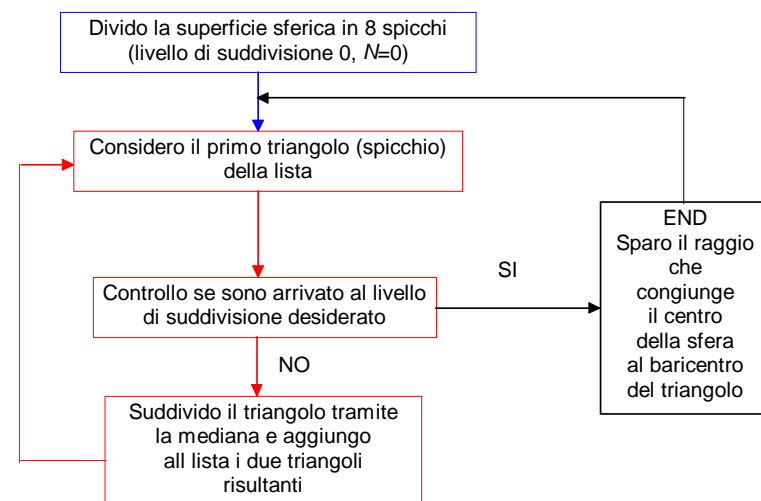 Divido la superficie sferica in 8 spicchi
(livello di suddivisione 0, N=0)
Considero il primo triangolo (spicchio)
della lista
Controllo se sono arrivato al livello
di suddivisione desiderato
SI
NO
Suddivido il triangolo tramite
la mediana e aggiungo
all lista i due triangoli
risultanti
END
Sparo il raggio
che
congiunge
il centro
della sfera
al baricentro
del triangolo